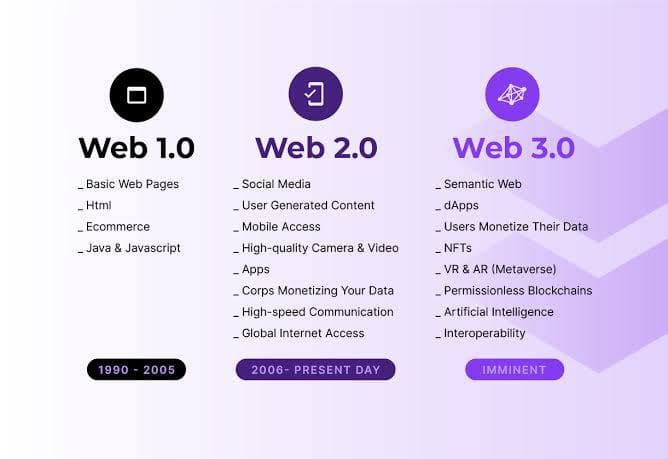 Web 1.0
_ Basic Web Pages
_ Html
_ Ecommerce
_ Java & Javascript
1990 - 2005
Web 2.0
_ Social Media
_ User Generated Content
_ Mobile Access
_ High-quality Camera & Video
_ Apps
_ Corps Monetizing Your Data
_ High-speed Communication
_ Global Internet Access
2006- PRESENT DAY
Web 3.0
_ Semantic Web
_ dApps
_ Users Monetize Their Data
_ NFTs
_ VR & AR (Metaverse)
_ Permissionless Blockchains
_ Artificial Intelligence
_ Interoperability
IMMINENT